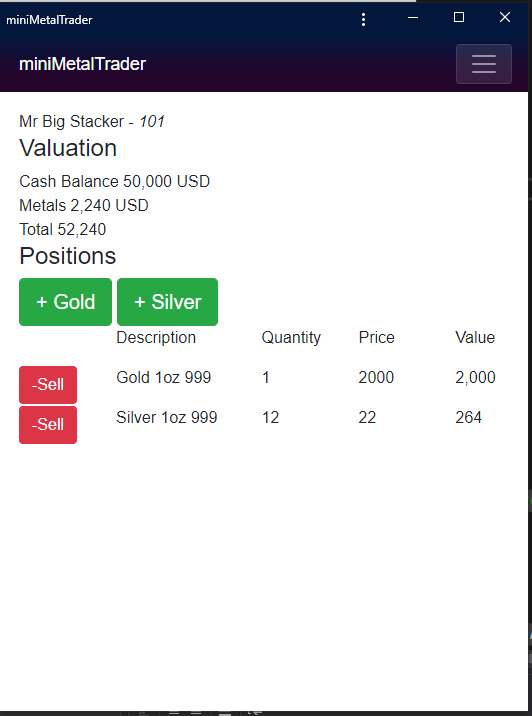 miniMetalTrader
miniMetalTrader
Mr Big Stacker - 101
Valuation
Cash Balance 50,000 USD
Metals 2,240 USD
Total 52,240
Positions
+ Gold + Silver
Description Quantity Price Value
-Sell Gold 1oz 999 1 2000 2,000
-Sell Silver 1oz 999 12 22 264